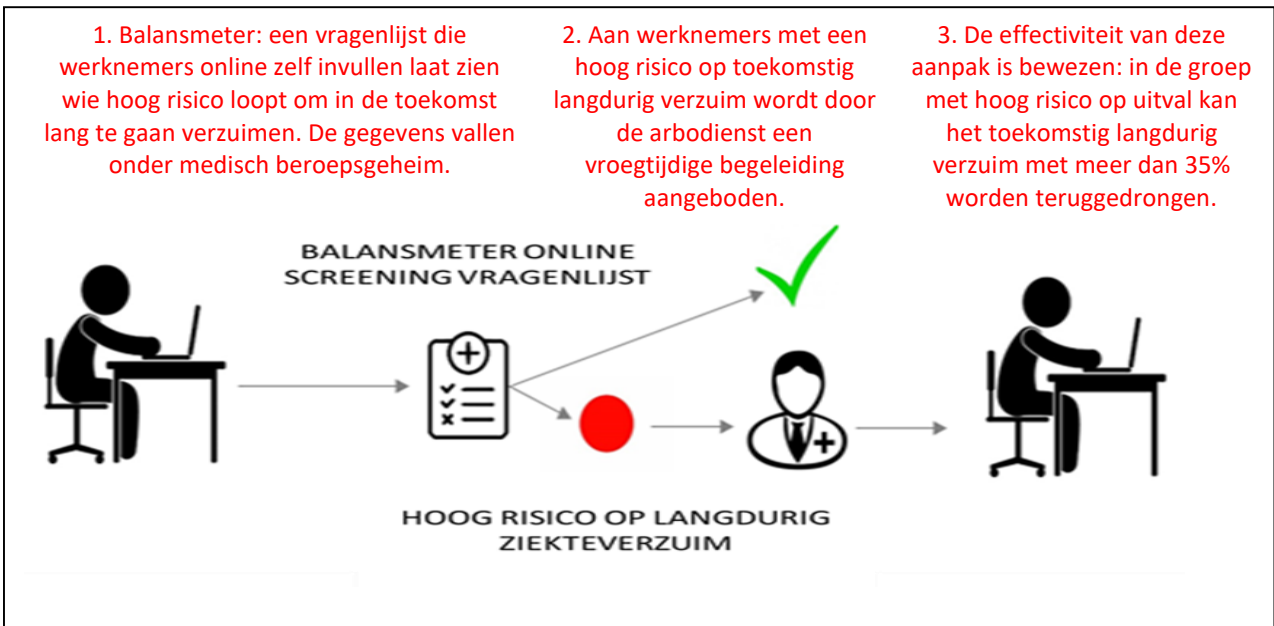 1. Balansmeter: een vragenlijst die
werknemers online zelf invullen laat zien
wie hoog risico loopt om in de toekomst
lang te gaan verzuimen. De gegevens vallen
onder medisch beroepsgeheim.
2. Aan werknemers met een
hoog risico op toekomstig
langdurig verzuim wordt door
de arbodienst een
vroegtijdige begeleiding
aangeboden.
3. De effectiviteit van deze
aanpak is bewezen: in de groep
met hoog risico op uitval kan
het toekomstig langdurig
verzuim met meer dan 35%
worden teruggedrongen.
BALANSMETER ONLINE
SCREENING VRAGENLIJST
HOOG RISICO OP LANGDURIG
ZIEKTEVERZUIM